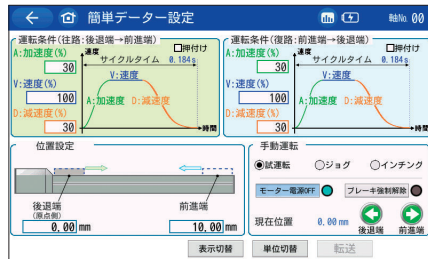 簡単データー設定
軸No. 00
運転条件(往路:後退端→前進端)
A:加速度(%)
30
V:速度(%)
100
D:減速度(%)
30
速度
□押付け
サイクルタイム 0.184s
V:速度
A:加速度 D:減速度
時間
運転条件(復路:前進端→後退端)
A:加速度(%)
30
V:速度(%)
100
D:減速度(%)
30
速度
□押付け
サイクルタイム 0.184s
V:速度
A:加速度 D:減速度
時間
位置設定
後退端
(原点側)
0.00 mm
前進端
10.00 mm
手動運転
試運転 ジョグ インチング
モーター電源OFF ブレーキ強制解除
現在位置 0.00 mm
後退端 前進端
表示切替 単位切替 転送